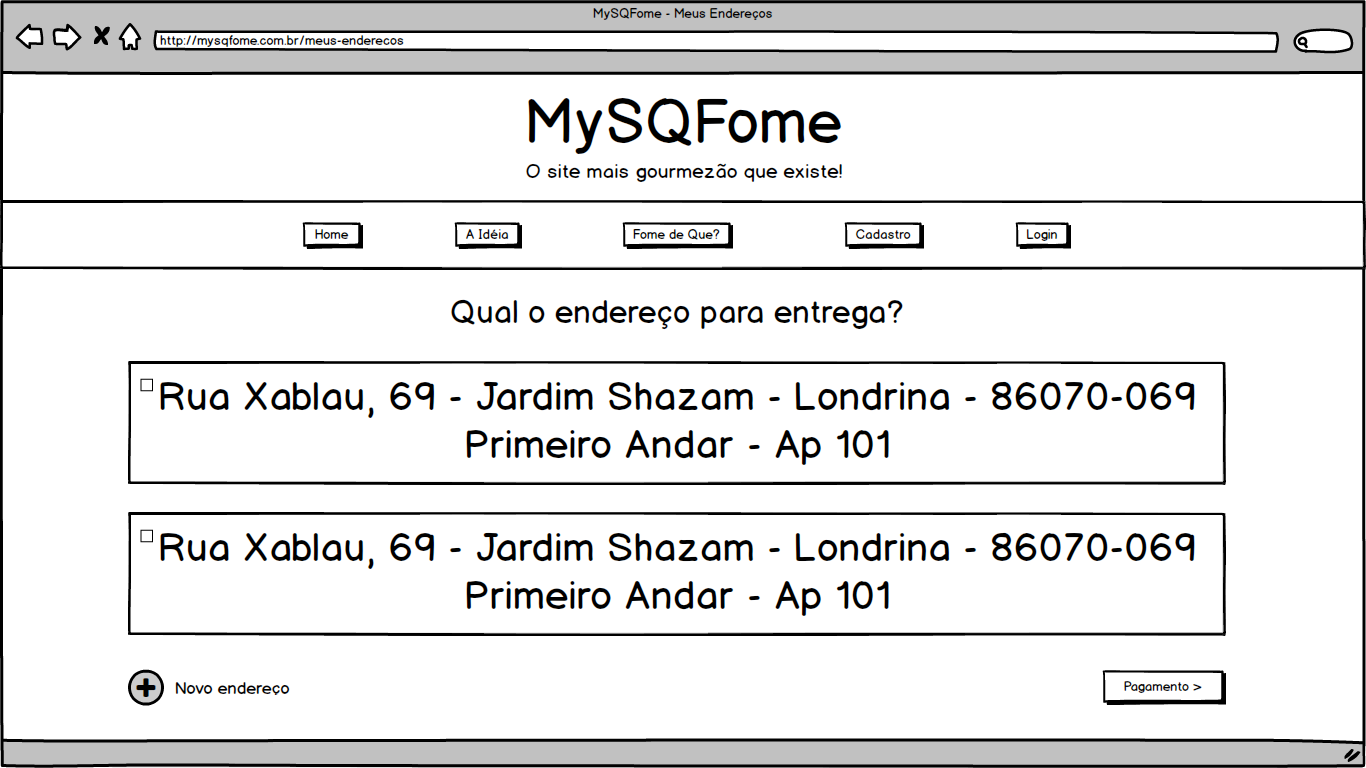 MySQFome - Meus Endereços
http://mysqfome.com.br/meus-enderecos
MySQFome
O site mais gourmezão que existe!
Home A Idéia Fome de Que? Cadastro Login
Qual o endereço para entrega?
Rua Xablau, 69 - Jardim Shazam - Londrina - 86070-069
Primeiro Andar - Ap 101
Rua Xablau, 69 - Jardim Shazam - Londrina - 86070-069
Primeiro Andar - Ap 101
Novo endereço Pagamento >